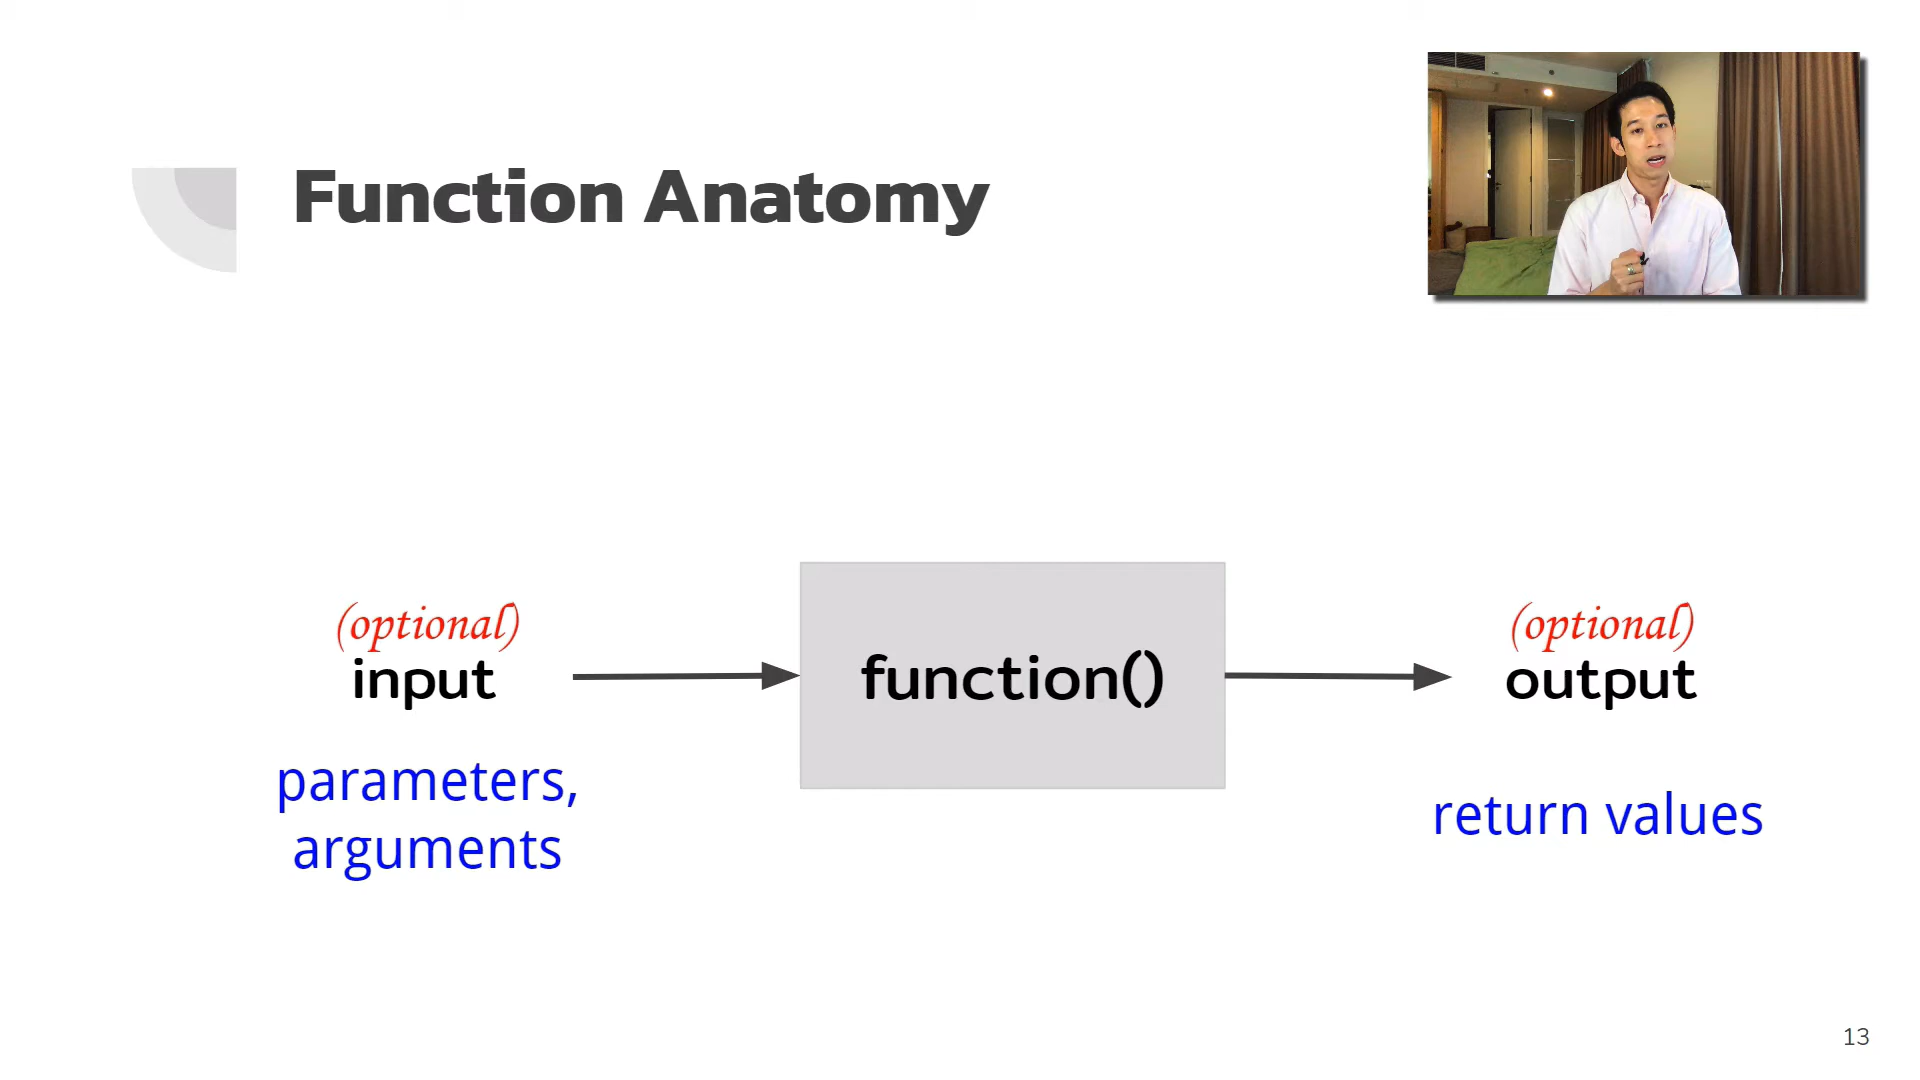 Function Anatomy
(optional)
input
parameters,
arguments
function()
(optional)
output
return values
13